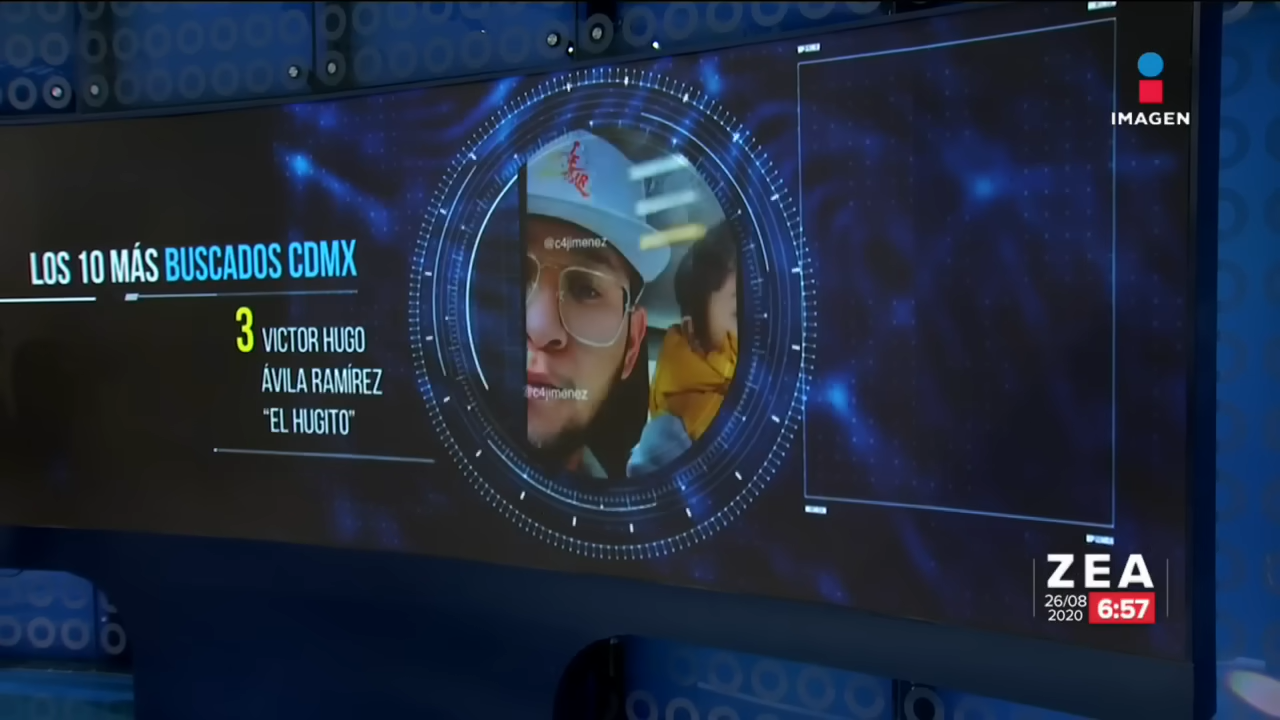 LOS 10 MÁS BUSCADOS CDMX
3 VICTOR HUGO
ÁVILA RAMÍREZ
“EL HUGITO”
@c4jimenez
@c4jimenez
IMAGEN
ZEA
26/08
2020
6:57